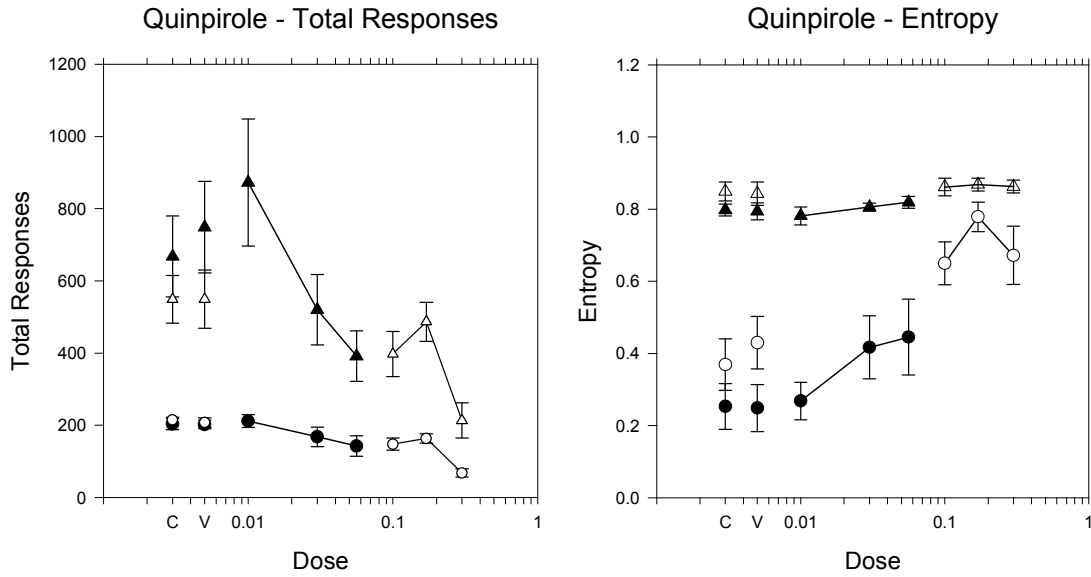 Quinpirole - Total Responses
1200
1000
800
600
400
200
0
Total Responses
C V 0.01 0.1 1
Dose
Quinpirole - Entropy
1.2
1.0
0.8
0.6
0.4
0.2
0.0
Entropy
C V 0.01 0.1 1
Dose